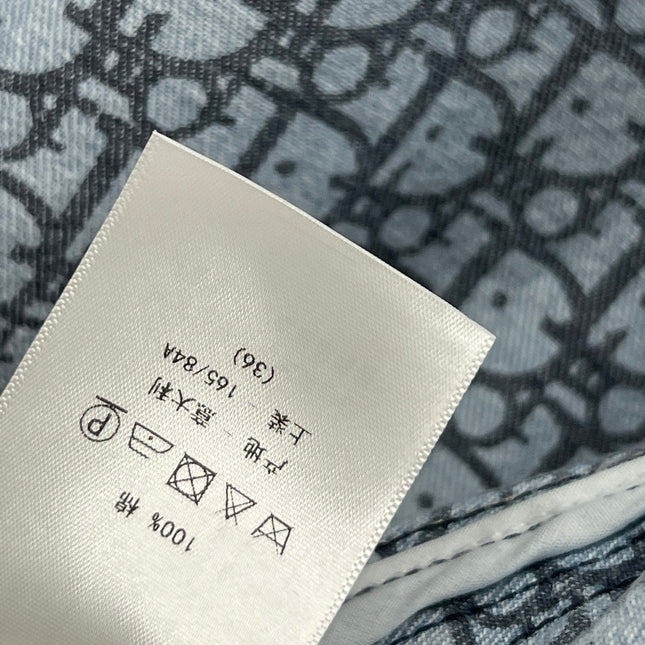 100% 棉
P
产地 - 意大利
上装 - 165/84A
(36)